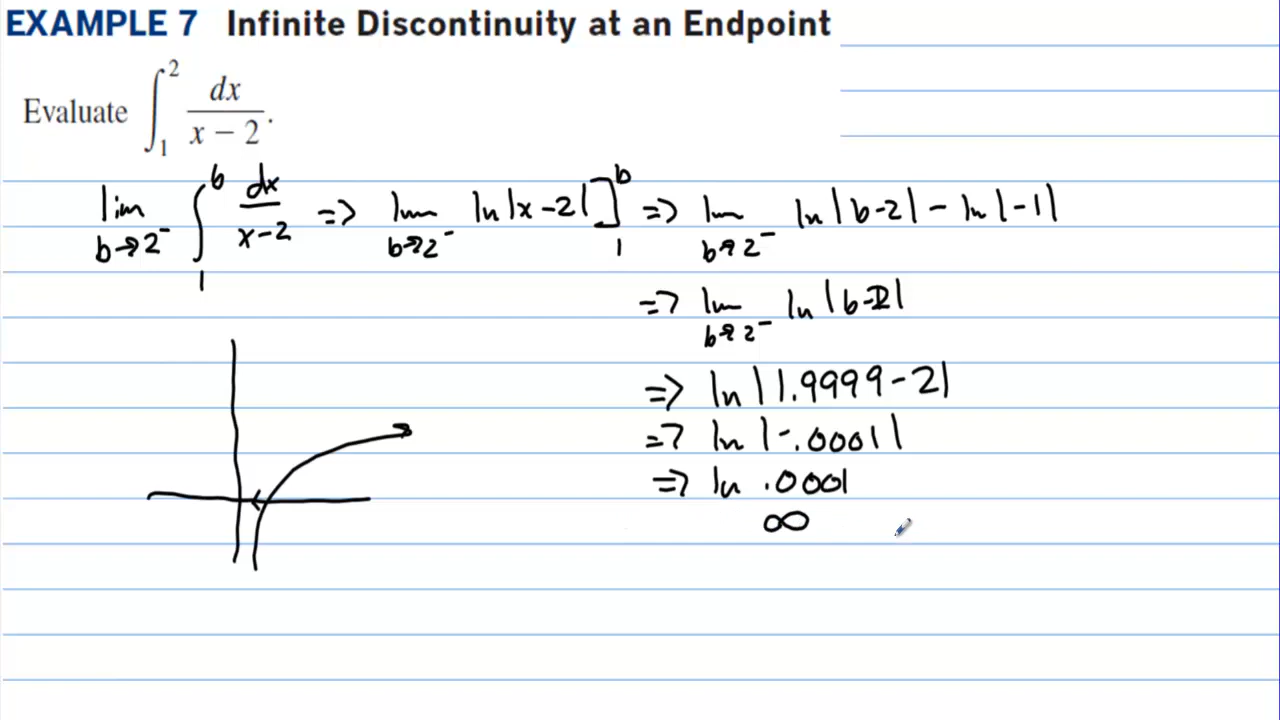 EXAMPLE 7 Infinite Discontinuity at an Endpoint
Evaluate ∫₁² dx/(x − 2).
lim b→2⁻ ∫₁ᵇ dx/(x−2) => lim b→2⁻ ln|x−2|]₁ᵇ => lim b→2⁻ ln|b−2| − ln|−1|
=> lim b→2⁻ ln|b−2|
=> ln|1.9999−2|
=> ln|−.0001|
=> ln .0001
∞